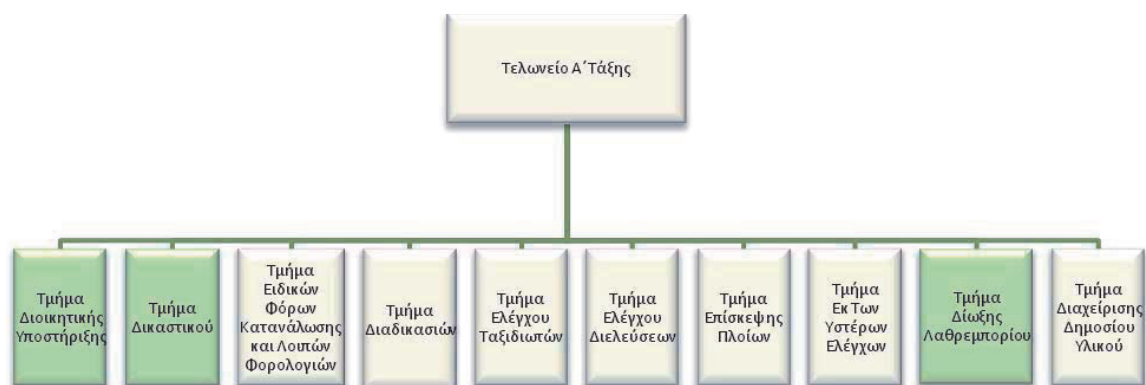 Τελωνείο Α΄Τάξης
Τμήμα
Διοικητικής
Υποστήριξης
Τμήμα
Δικαστικού
Τμήμα
Ειδικών
Φόρων
Κατανάλωσης
και Λοιπών
Φορολογιών
Τμήμα
Διαδικασιών
Τμήμα
Ελέγχου
Ταξιδιωτών
Τμήμα
Ελέγχου
Διελεύσεων
Τμήμα
Επίσκεψης
Πλοίων
Τμήμα
Εκ Των
Υστέρων
Ελέγχων
Τμήμα
Δίωξης
Λαθρεμπορίου
Τμήμα
Διαχείρισης
Δημοσίου
Υλικού